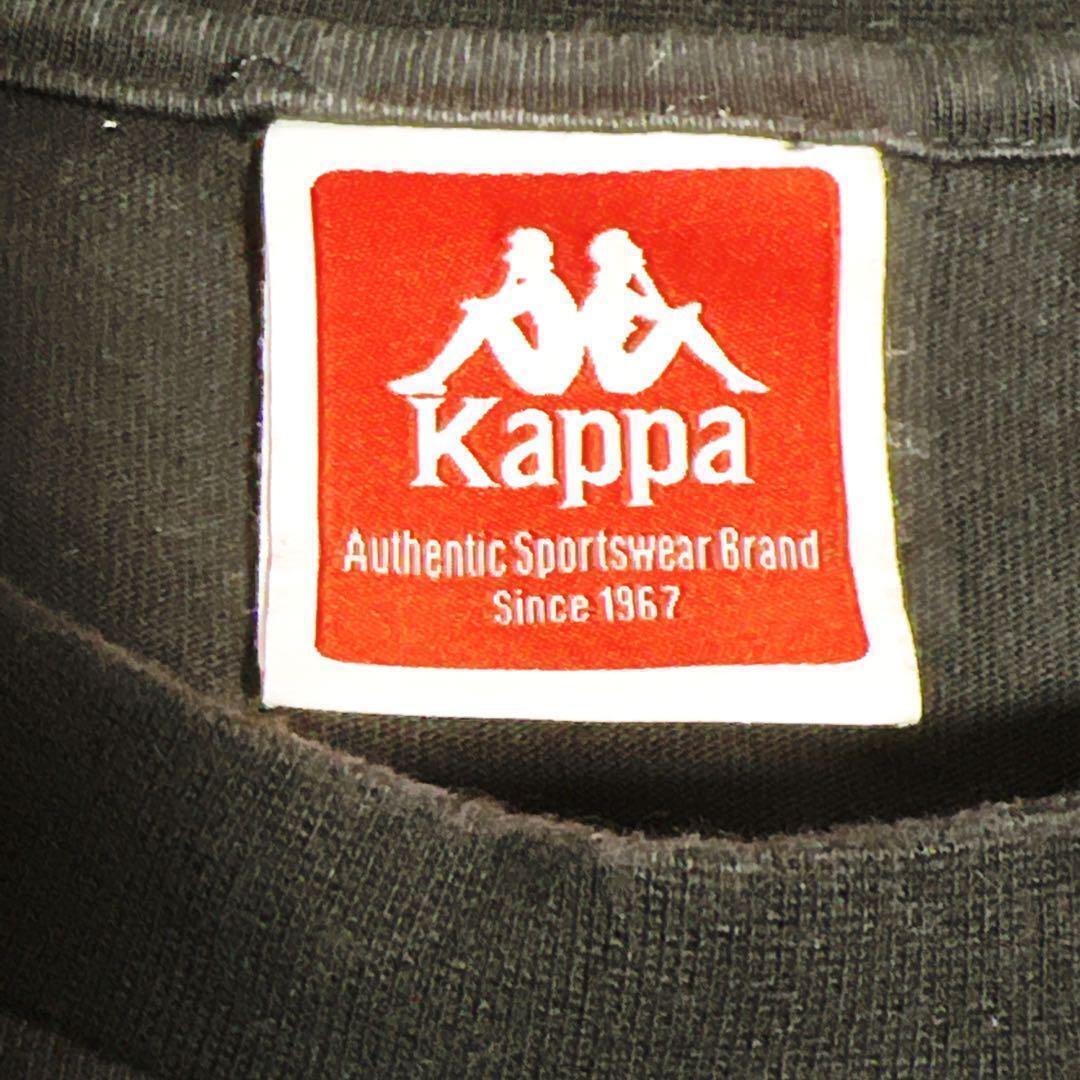 Kappa
Authentic Sportswear Brand
Since 1967